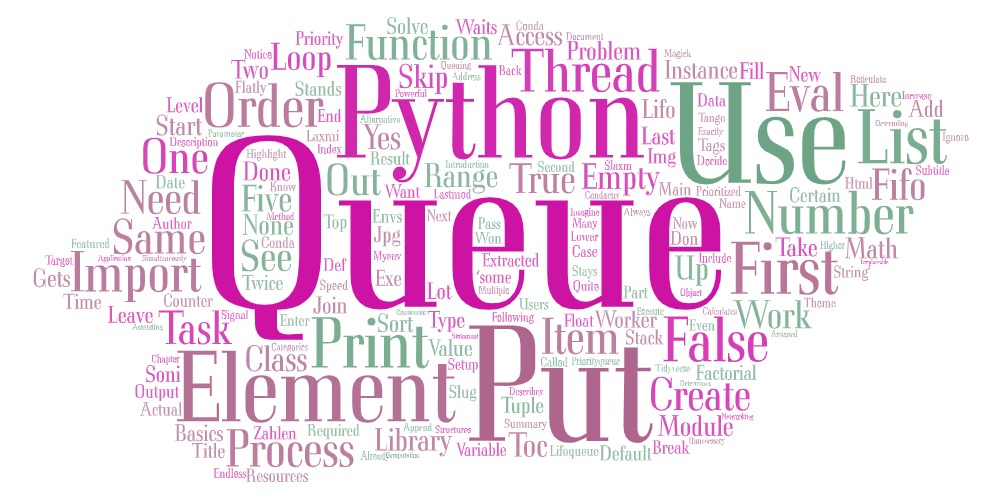 Solve
Waits
Conda
Access
Document
Priority
Function
Problem
Magick
Notice
Loop
Queuing
Two
Skip
Back
Thread
Instance
Fill
New
Reticulate
Flatly
Address
Eval
Here
Increase
Stands
Python
Powerful
Level
Order
End
Alternative
Lifo
Data
Use
List
Add
Start
Parameter
Laxmi
Yes
Tango
Descending
Description
Index
Result
Introduction
Second
Slaxm
Last
Exactly
Ignore
One
Highlight
Out
Range
True
Empty
Img
Tags
Decide
Subtitle
Done
Main
Prioritized
Certain
Html
Fifo
Date
Five
Know
Want
Lastmod
Name
Need
Queue
Author
None
Method
Top
Envs
Next
Pass
Imagine
Always
Now
Number
Featured
Same
Conda
Jpg
Won
Many
Lower
Don
Take
Higher
Math
Target
Application
Simultaneously
See
Myenv
Extracted
Case
Include
Gets
Import
Def
Exe
'some
Stays
Up
First
String
Twice
Speed
Multiple
Quite
Object
Time
Counter
Join
Lot
Users
Part
Theme
Leave
Signal
Enter
Sort
Type
Following
Float
Worker
Execute
Calculates
Work
Ascending
Task
Print
Value
Item
Stack
Even
Assigned
Categories
False
Chapter
Class
Setup
Called
Priorityqueue
Tidyverse
Factorial
Soni
Element
Put
Determines
Output
Slug
Describes
Create
Actual
Tuple
Networking
Basics
Zahlen
Required
Append
Structures
Summary
Module
Title
Process
Library
Variable
Toc
Lifoqueue
Default
Break
Already
Computation
Endless
Resources